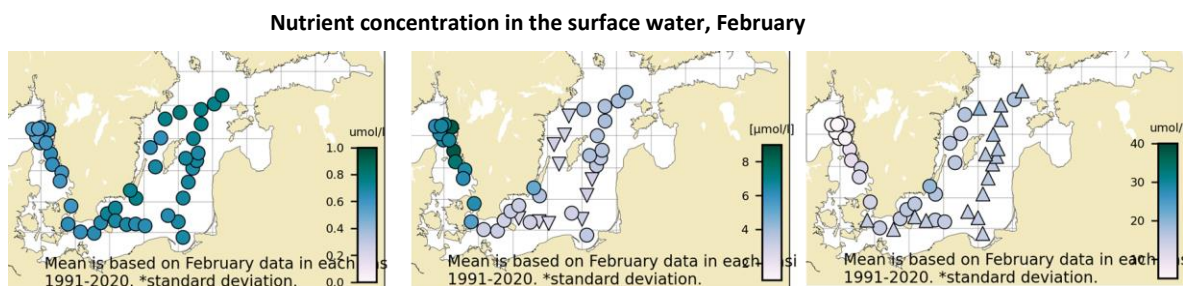 Nutrient concentration in the surface water, February
umol/l
1.0
0.8
0.6
0.4
0.2
0.0
Mean is based on February data in each
1991-2020. *standard deviation.
[µmol/l]
8
6
4
2
Mean is based on February data in each
1991-2020. *standard deviation.
umol/
40
30
20
10
Mean is based on February data in each
1991-2020. *standard deviation.